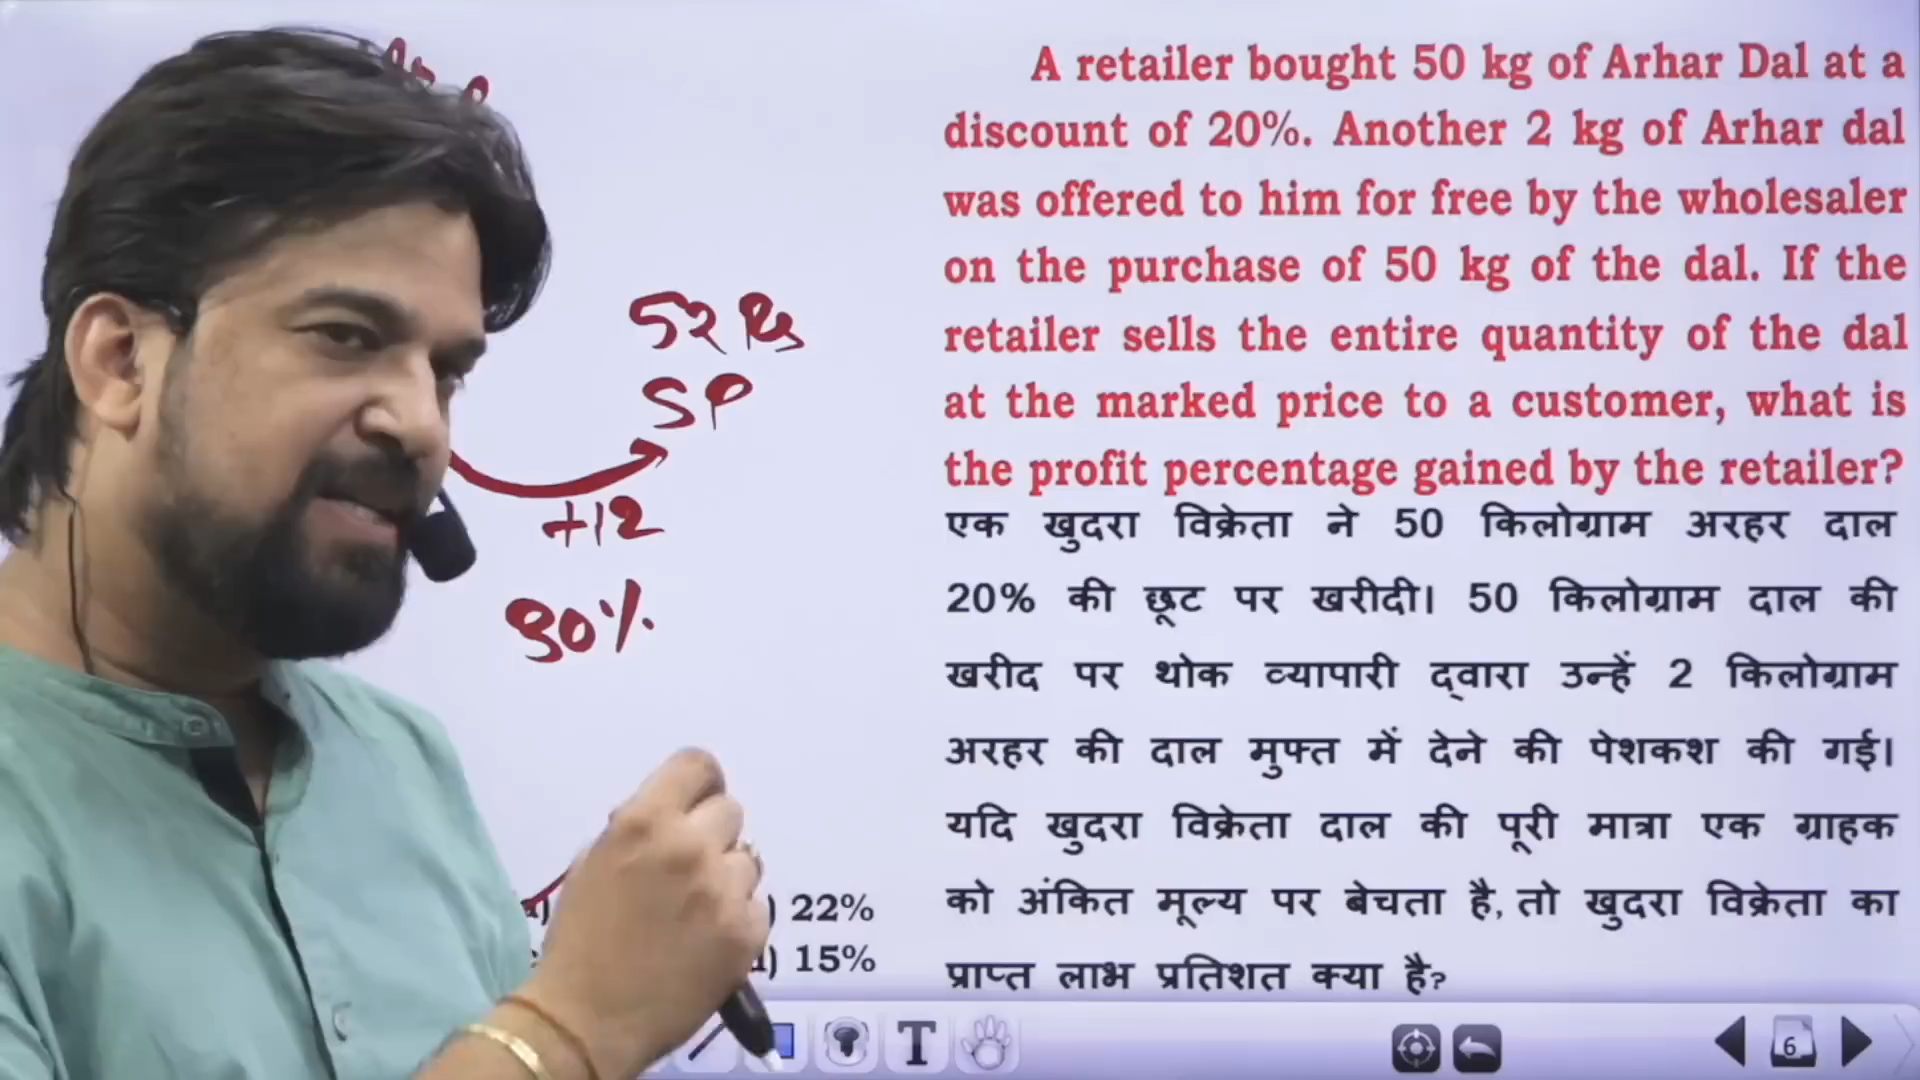 A retailer bought 50 kg of Arhar Dal at a
discount of 20%. Another 2 kg of Arhar dal
was offered to him for free by the wholesaler
on the purchase of 50 kg of the dal. If the
retailer sells the entire quantity of the dal
at the marked price to a customer, what is
the profit percentage gained by the retailer?
एक खुदरा विक्रेता ने 50 किलोग्राम अरहर दाल
20% की छूट पर खरीदी। 50 किलोग्राम दाल की
खरीद पर थोक व्यापारी द्वारा उन्हें 2 किलोग्राम
अरहर की दाल मुफ्त में देने की पेशकश की गई।
यदि खुदरा विक्रेता दाल की पूरी मात्रा एक ग्राहक
को अंकित मूल्य पर बेचता है, तो खुदरा विक्रेता का
प्राप्त लाभ प्रतिशत क्या है?
52 Rs
SP
+12
30%
) 22%
) 15%
T
6